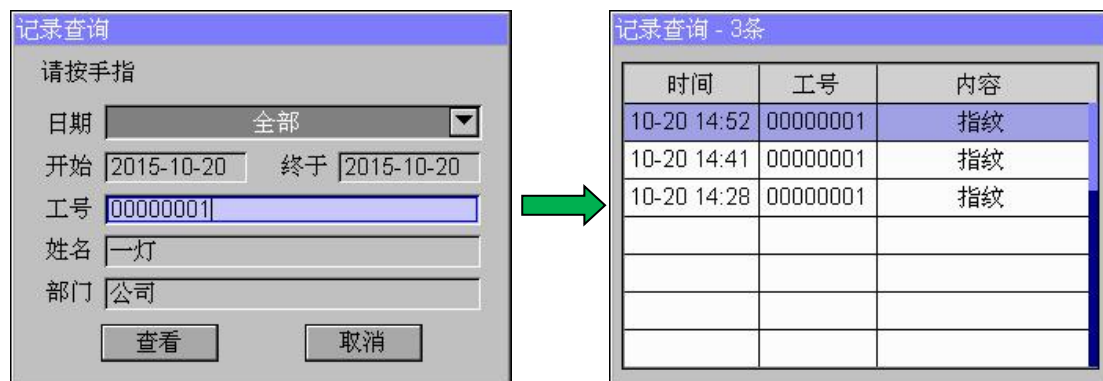 记录查询
请按手指
日期 全部
开始 2015-10-20 终于 2015-10-20
工号 00000001
姓名 一灯
部门 公司
查看 取消
记录查询 - 3条
时间 工号 内容
10-20 14:52 00000001 指纹
10-20 14:41 00000001 指纹
10-20 14:28 00000001 指纹